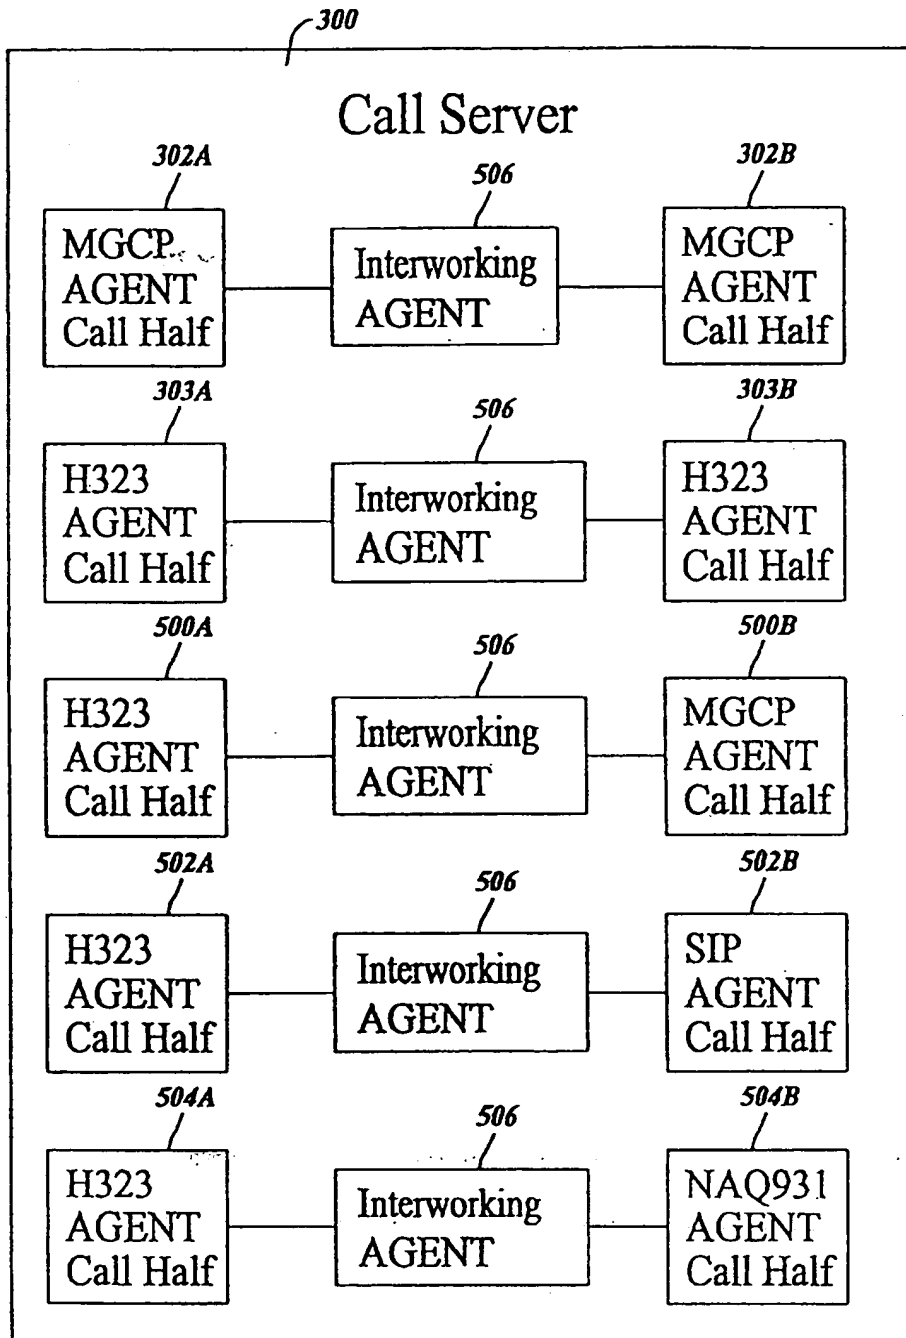 300
Call Server
302A
506
302B
MGCP
AGENT
Call Half
Interworking
AGENT
MGCP
AGENT
Call Half
303A
506
303B
H323
AGENT
Call Half
Interworking
AGENT
H323
AGENT
Call Half
500A
506
500B
H323
AGENT
Call Half
Interworking
AGENT
MGCP
AGENT
Call Half
502A
506
502B
H323
AGENT
Call Half
Interworking
AGENT
SIP
AGENT
Call Half
504A
506
504B
H323
AGENT
Call Half
Interworking
AGENT
NAQ931
AGENT
Call Half